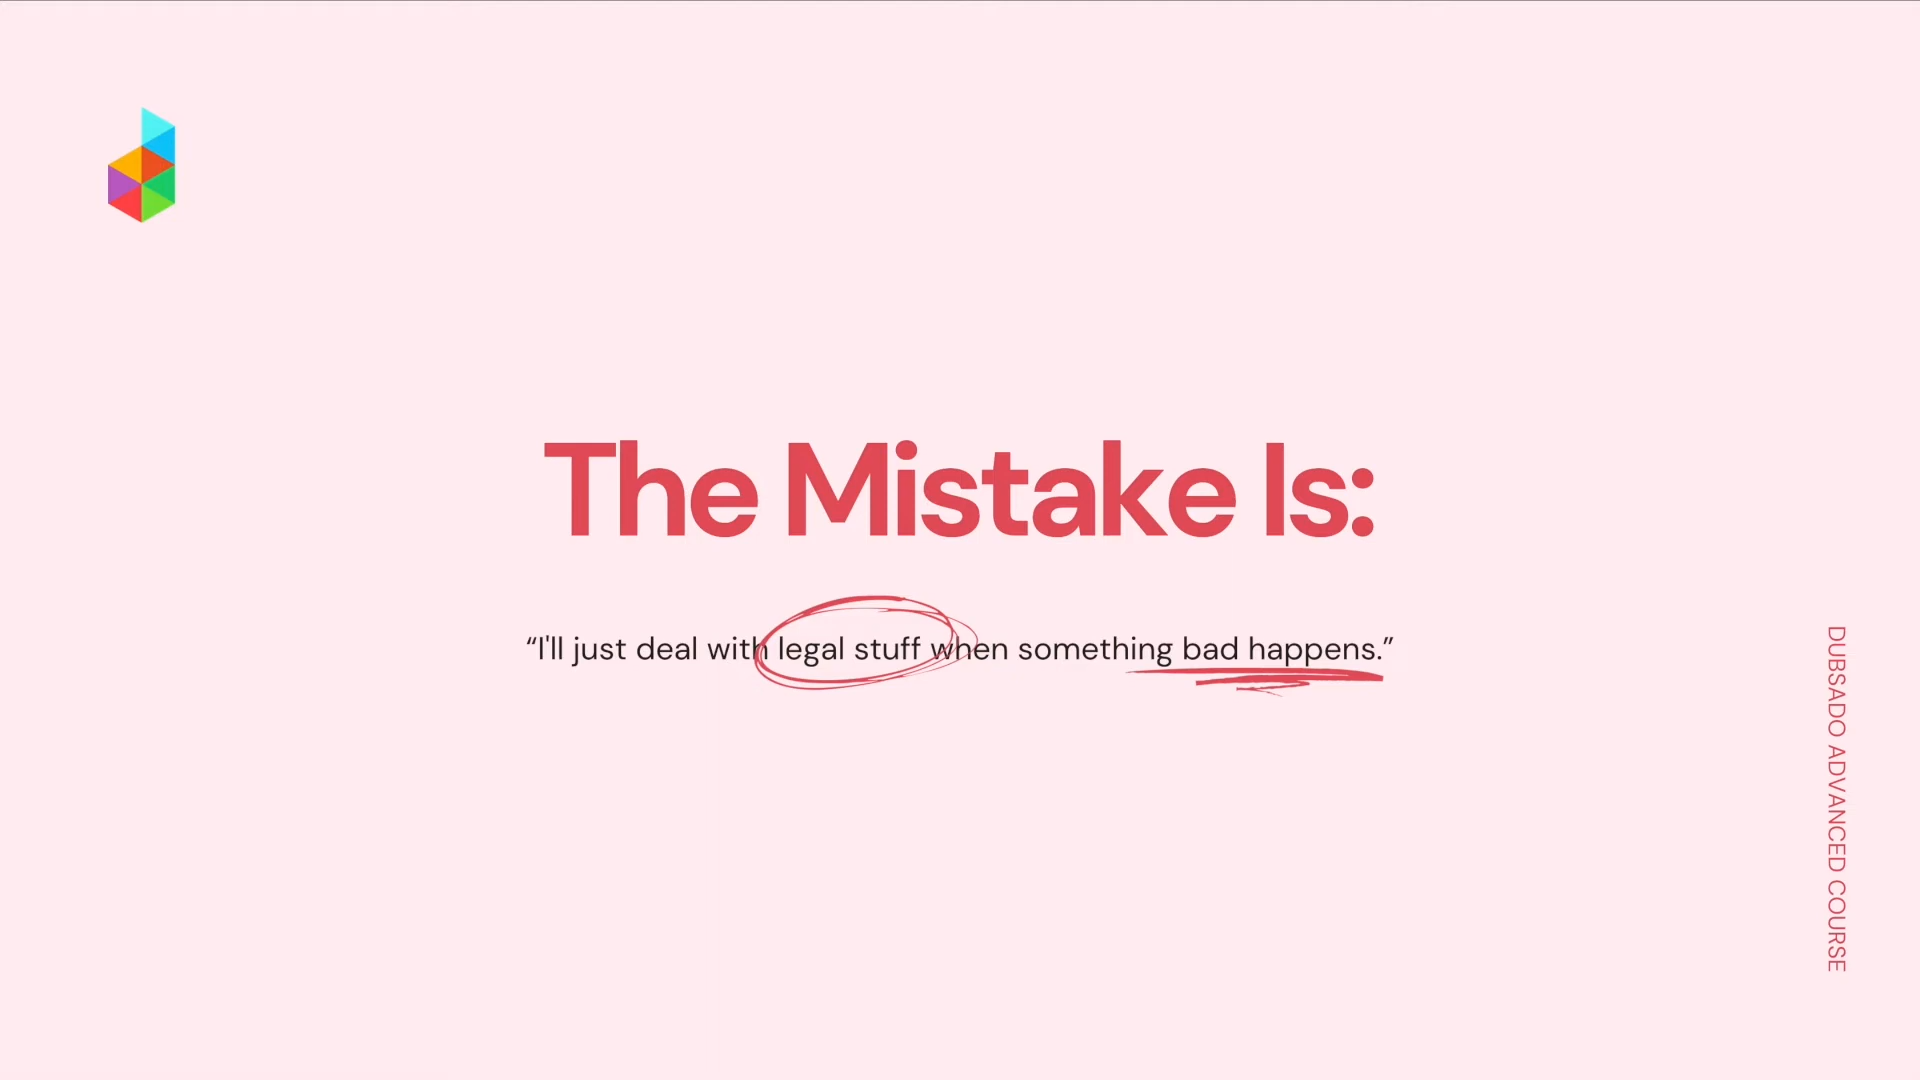 The Mistake Is:
“I'll just deal with legal stuff when something bad happens.”
DUBSADO ADVANCED COURSE